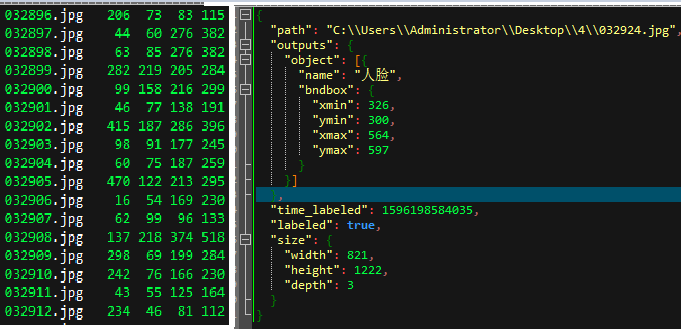 032896.jpg 206 73 83 115
032897.jpg 44 60 276 382
032898.jpg 63 85 276 382
032899.jpg 282 219 205 284
032900.jpg 99 158 216 299
032901.jpg 46 77 138 191
032902.jpg 415 187 286 396
032903.jpg 98 91 177 245
032904.jpg 60 75 187 259
032905.jpg 470 122 213 295
032906.jpg 16 54 169 230
032907.jpg 62 99 96 133
032908.jpg 137 218 374 518
032909.jpg 298 69 199 284
032910.jpg 242 76 166 230
032911.jpg 43 55 125 164
032912.jpg 234 46 81 112
{
"path": "C:\\Users\\Administrator\\Desktop\\4\\032924.jpg",
"outputs": {
"object": [{
"name": "人脸",
"bndbox": {
"xmin": 326,
"ymin": 300,
"xmax": 564,
"ymax": 597
}
}]
},
"time_labeled": 1596198584035,
"labeled": true,
"size": {
"width": 821,
"height": 1222,
"depth": 3
}
}